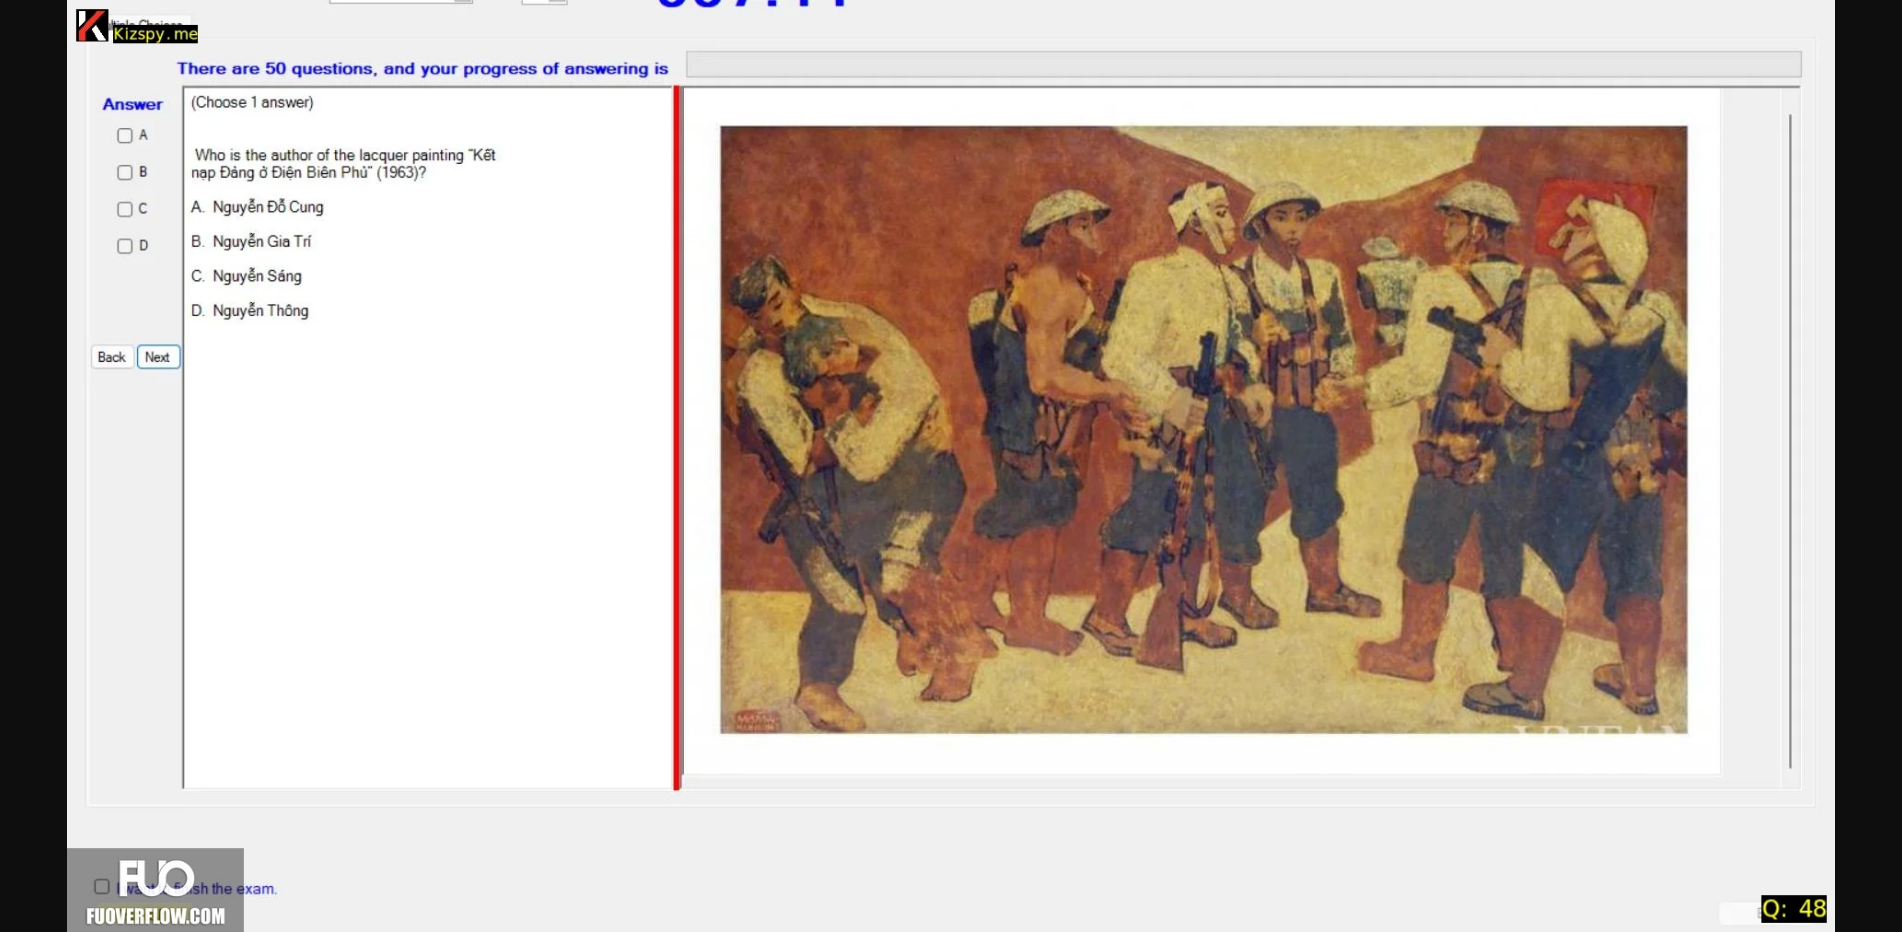 Kizspy.me
There are 50 questions, and your progress of answering is
Answer
(Choose 1 answer)
A
B
C
D
Who is the author of the lacquer painting "Kết
nạp Đảng ở Điện Biên Phủ" (1963)?
A. Nguyễn Đỗ Cung
B. Nguyễn Gia Trí
C. Nguyễn Sáng
D. Nguyễn Thông
Back Next
FUO
finish the exam.
FUOVERFLOW.COM
Q: 48